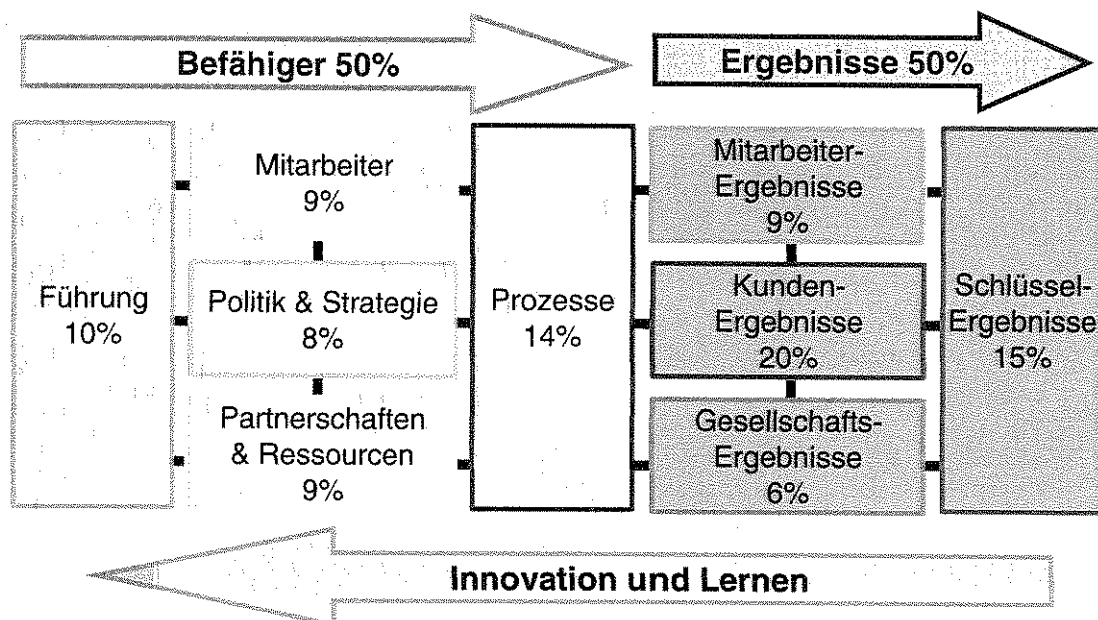 Befähiger 50%
Ergebnisse 50%
Führung
10%
Mitarbeiter
9%
Politik & Strategie
8%
Partnerschaften
& Ressourcen
9%
Prozesse
14%
Mitarbeiter-
Ergebnisse
9%
Kunden-
Ergebnisse
20%
Gesellschafts-
Ergebnisse
6%
Schlüssel-
Ergebnisse
15%
Innovation und Lernen